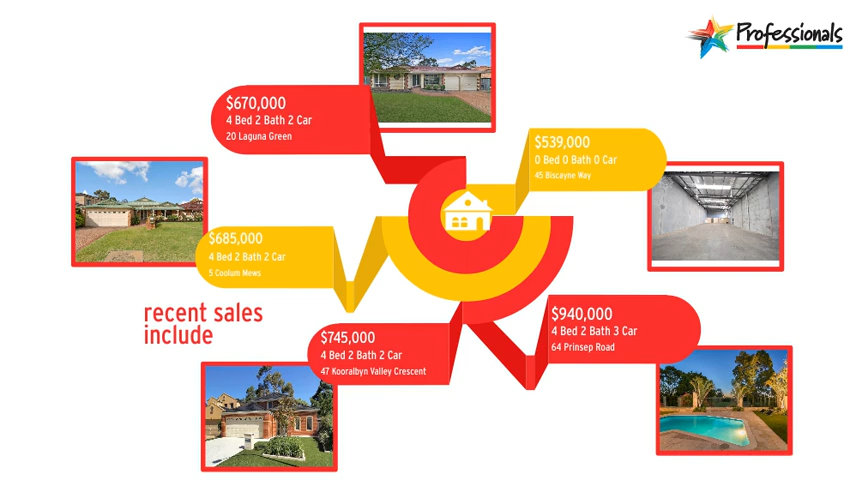 Professionals
$670,000
4 Bed 2 Bath 2 Car
20 Laguna Green
$539,000
0 Bed 0 Bath 0 Car
45 Biscayne Way
$685,000
4 Bed 2 Bath 2 Car
5 Coolum Mews
recent sales
include
$745,000
4 Bed 2 Bath 2 Car
47 Kooralbyn Valley Crescent
$940,000
4 Bed 2 Bath 3 Car
64 Prinsep Road